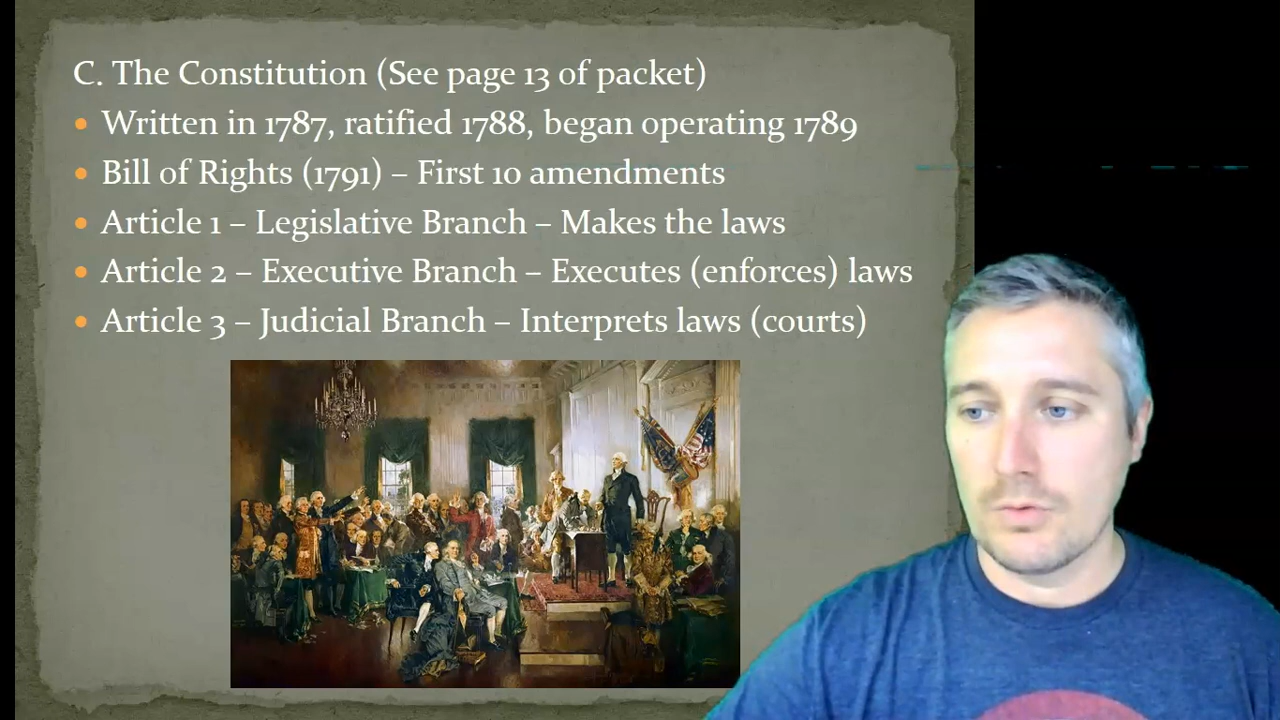 C. The Constitution (See page 13 of packet)
• Written in 1787, ratified 1788, began operating 1789
• Bill of Rights (1791) – First 10 amendments
• Article 1 – Legislative Branch – Makes the laws
• Article 2 – Executive Branch – Executes (enforces) laws
• Article 3 – Judicial Branch – Interprets laws (courts)